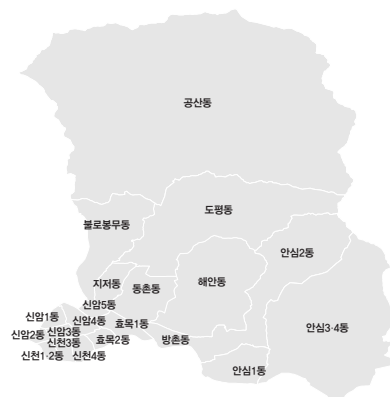 공산동
도평동
불로봉무동
안심2동
지저동
동촌동
해안동
신암5동
신암1동
신암4동
효목1동
안심3·4동
신암2동
신암3동
신천3동
효목2동
방촌동
신천1·2동
신천4동
안심1동